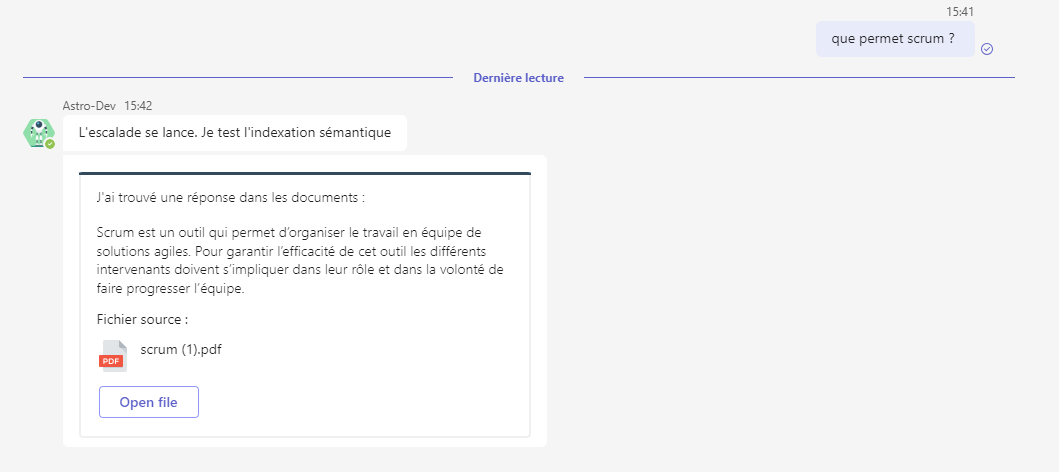 15:41
que permet scrum ?
Dernière lecture
Astro-Dev 15:42
L'escalade se lance. Je test l'indexation sémantique
J'ai trouvé une réponse dans les documents :
Scrum est un outil qui permet d'organiser le travail en équipe de
solutions agiles. Pour garantir l'efficacité de cet outil les différents
intervenants doivent s'impliquer dans leur rôle et dans la volonté de
faire progresser l'équipe.
Fichier source :
PDF
scrum (1).pdf
Open file